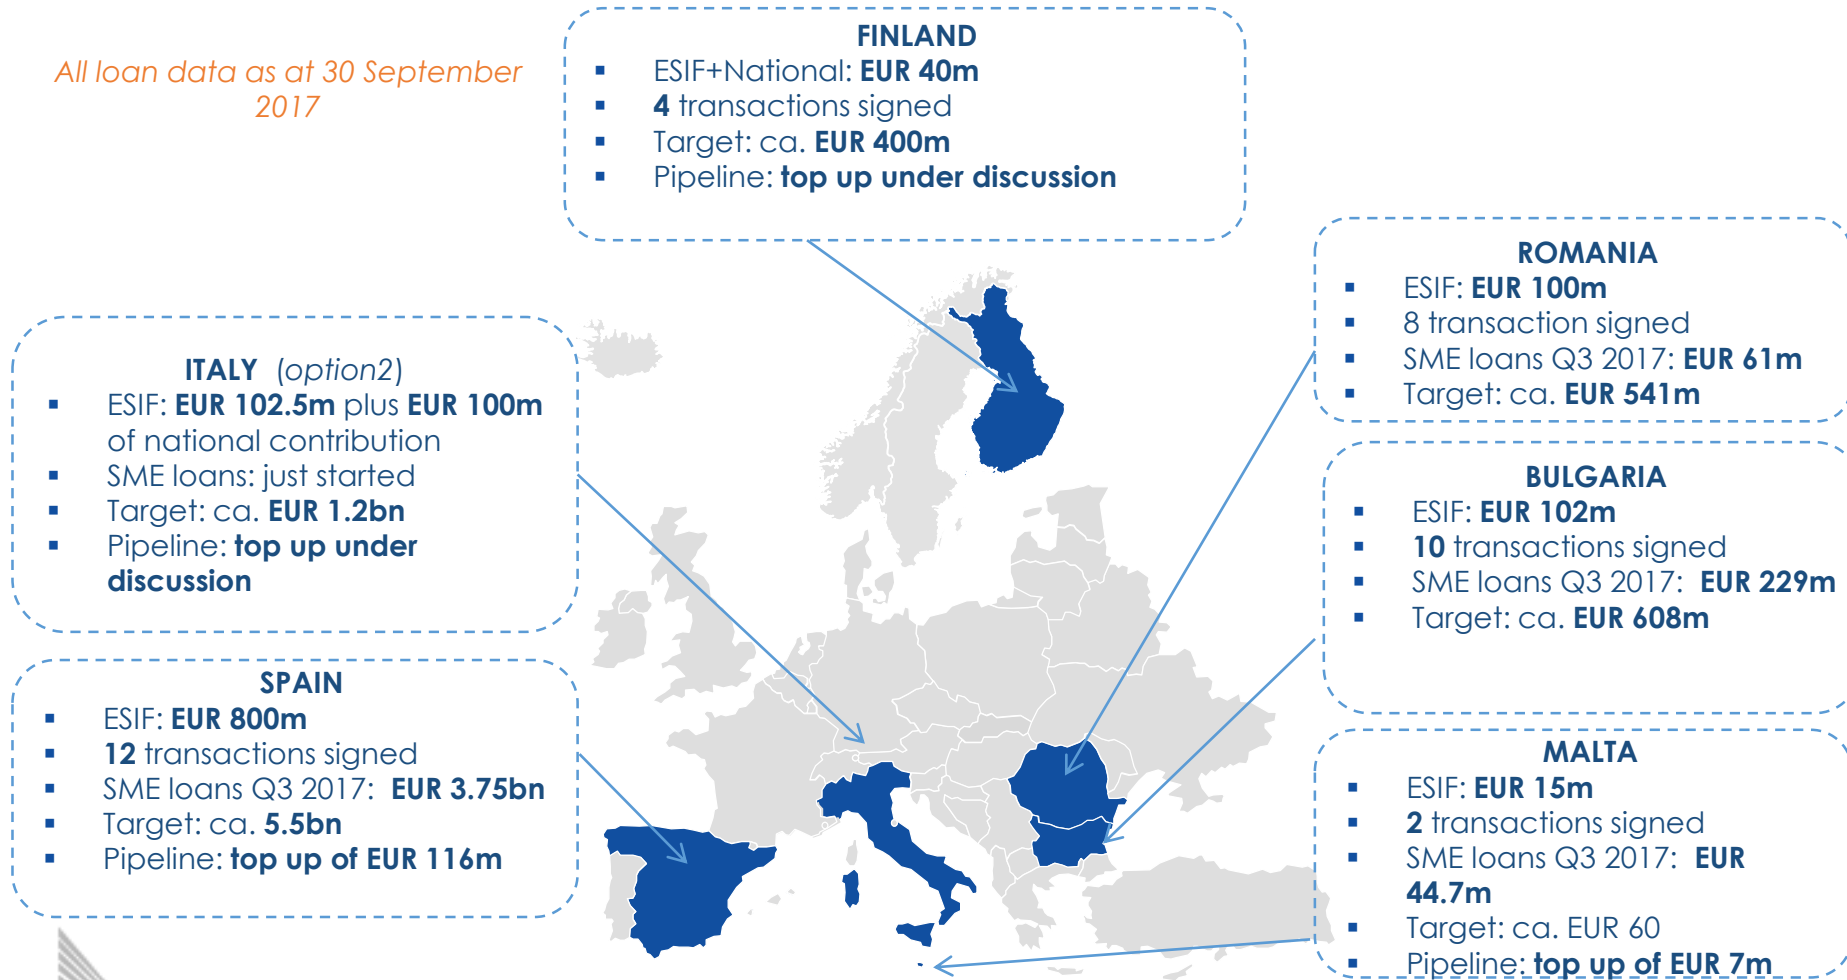 All loan data as at 30 September
2017
FINLAND
▪ ESIF+National: EUR 40m
▪ 4 transactions signed
▪ Target: ca. EUR 400m
▪ Pipeline: top up under discussion
ITALY (option2)
▪ ESIF: EUR 102.5m plus EUR 100m
of national contribution
▪ SME loans: just started
▪ Target: ca. EUR 1.2bn
▪ Pipeline: top up under
discussion
SPAIN
▪ ESIF: EUR 800m
▪ 12 transactions signed
▪ SME loans Q3 2017: EUR 3.75bn
▪ Target: ca. 5.5bn
▪ Pipeline: top up of EUR 116m
ROMANIA
▪ ESIF: EUR 100m
▪ 8 transaction signed
▪ SME loans Q3 2017: EUR 61m
▪ Target: ca. EUR 541m
BULGARIA
▪ ESIF: EUR 102m
▪ 10 transactions signed
▪ SME loans Q3 2017: EUR 229m
▪ Target: ca. EUR 608m
MALTA
▪ ESIF: EUR 15m
▪ 2 transactions signed
▪ SME loans Q3 2017: EUR
44.7m
▪ Target: ca. EUR 60
▪ Pipeline: top up of EUR 7m